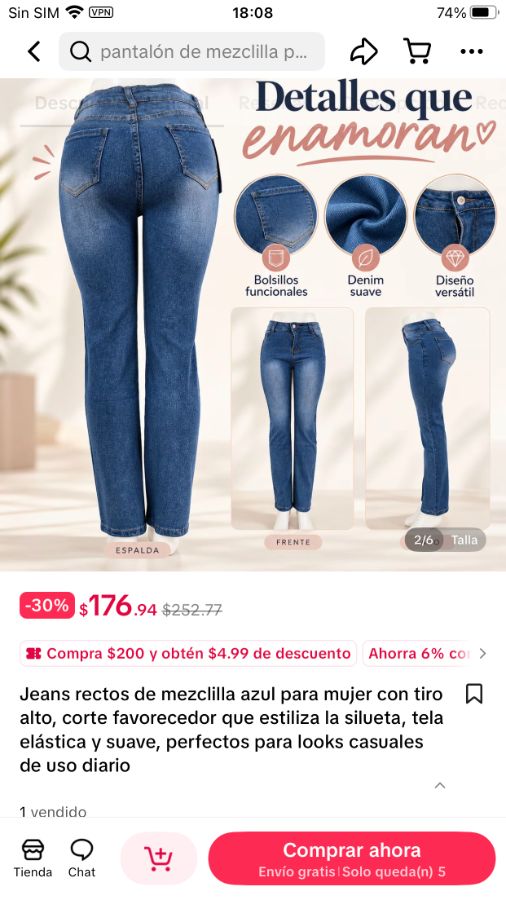 Sin SIM VPN 18:08 74%
pantalón de mezclilla p...
Detalles que
enamoran
Bolsillos
funcionales
Denim
suave
Diseño
versátil
ESPALDA
FRENTE
2/6 Talla
-30% $176.94 $252.77
Compra $200 y obtén $4.99 de descuento
Ahorra 6% co
Jeans rectos de mezclilla azul para mujer con tiro
alto, corte favorecedor que estiliza la silueta, tela
elástica y suave, perfectos para looks casuales
de uso diario
1 vendido
Tienda
Chat
Comprar ahora
Envío gratis|Solo queda(n) 5